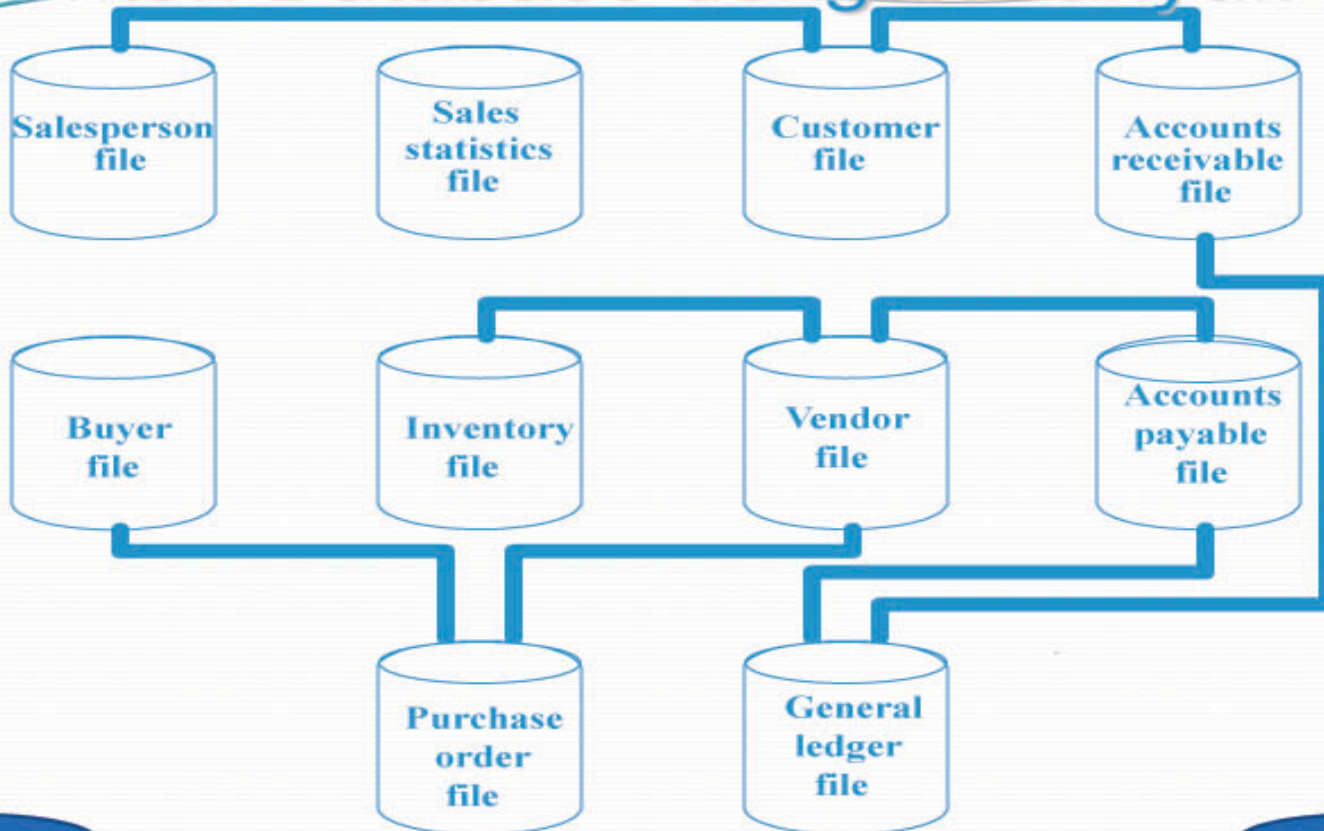 Salesperson
file
Sales
statistics
file
Customer
file
Accounts
receivable
file
Buyer
file
Inventory
file
Vendor
file
Accounts
payable
file
Purchase
order
file
General
ledger
file